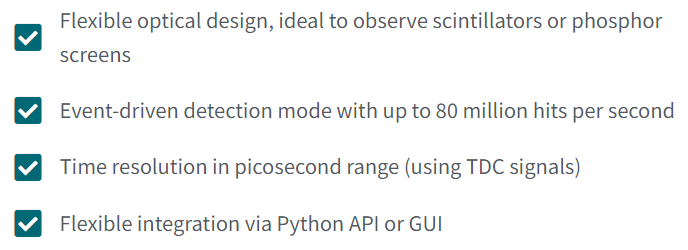 Flexible optical design, ideal to observe scintillators or phosphor
screens
Event-driven detection mode with up to 80 million hits per second
Time resolution in picosecond range (using TDC signals)
Flexible integration via Python API or GUI